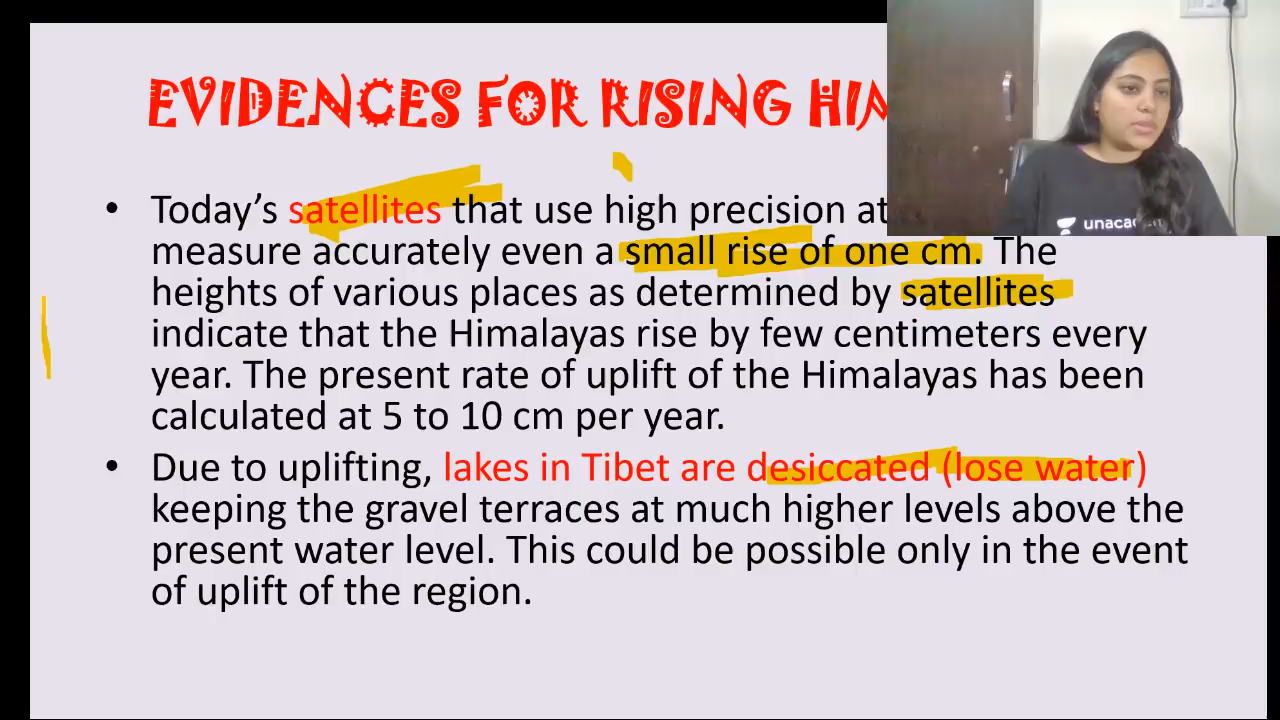 EVIDENCES FOR RISING
• Today's satellites that use high precision
measure accurately even a small rise of one cm. The
heights of various places as determined by satellites
indicate that the Himalayas rise by few centimeters every
year. The present rate of uplift of the Himalayas has been
calculated at 5 to 10 cm per year.
• Due to uplifting, lakes in Tibet are desiccated (lose water)
keeping the gravel terraces at much higher levels above the
present water level. This could be possible only in the event
of uplift of the region.